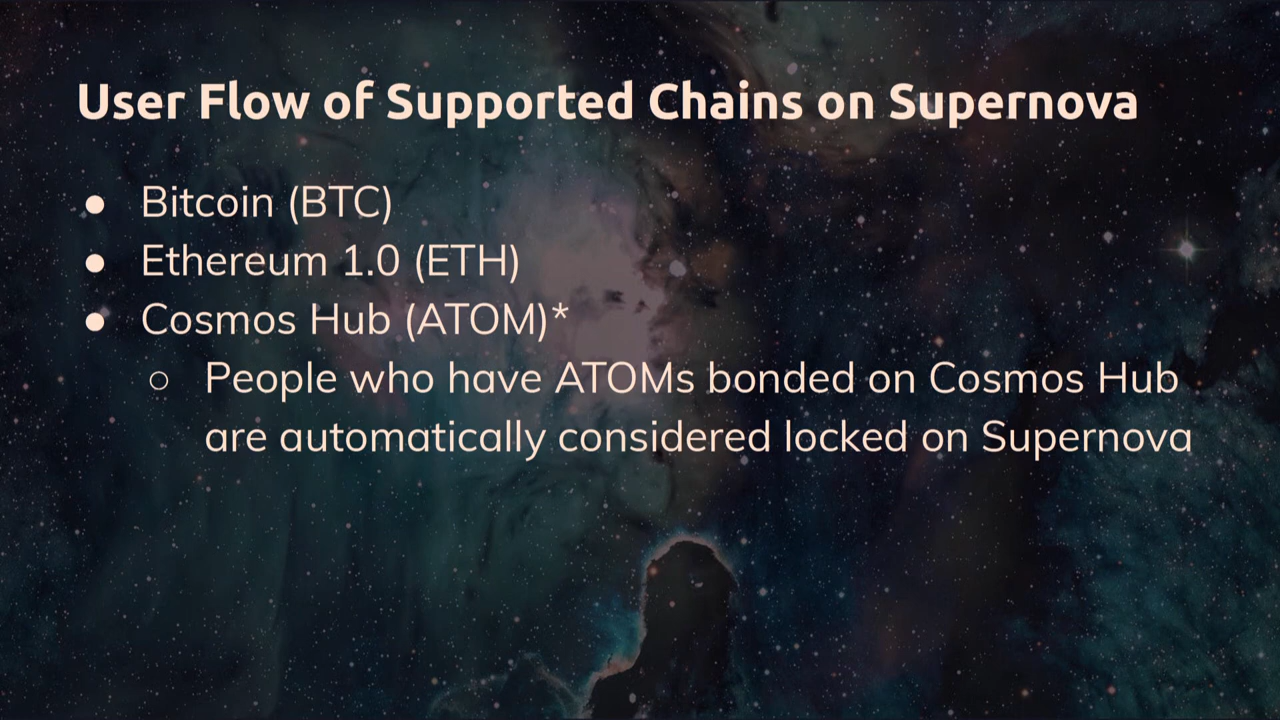 User Flow of Supported Chains on Supernova
● Bitcoin (BTC)
● Ethereum 1.0 (ETH)
● Cosmos Hub (ATOM)*
○ People who have ATOMs bonded on Cosmos Hub
are automatically considered locked on Supernova